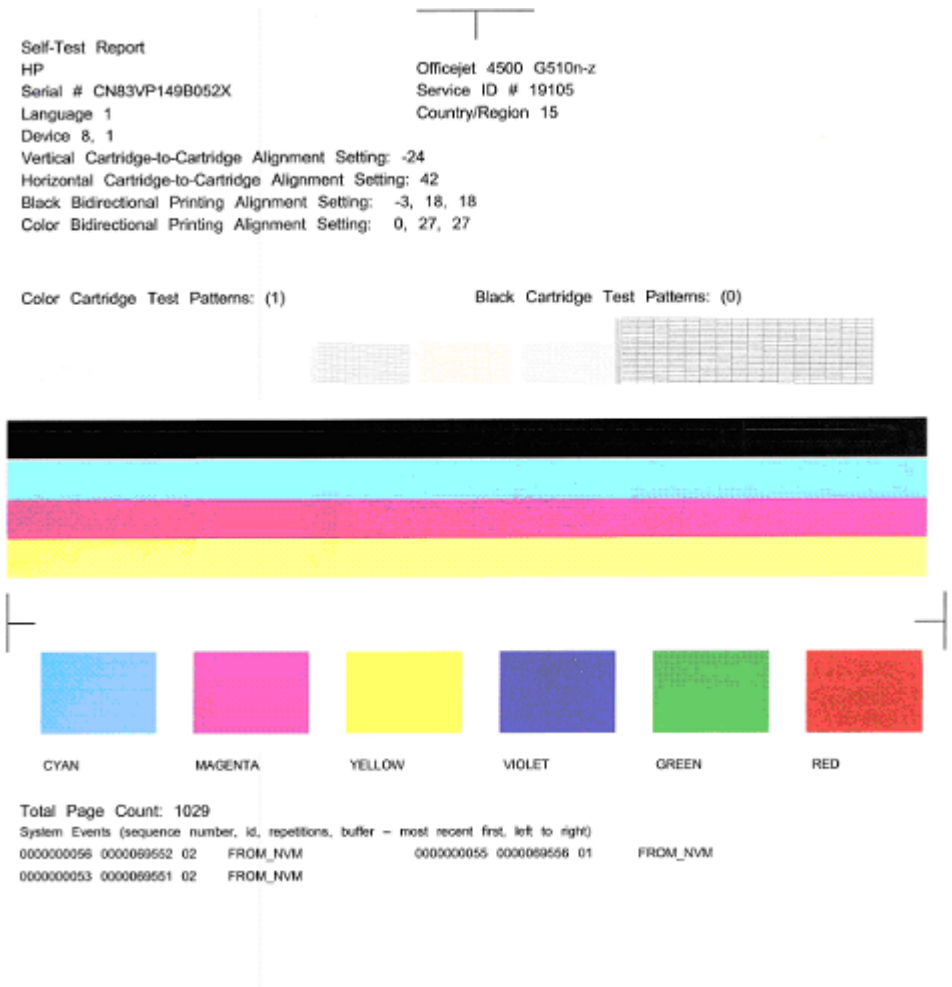 Self-Test Report
HP Officejet 4500 G510n-z
Serial # CN83VP149B052X Service ID # 19105
Language 1 Country/Region 15
Device 8, 1
Vertical Cartridge-to-Cartridge Alignment Setting: -24
Horizontal Cartridge-to-Cartridge Alignment Setting: 42
Black Bidirectional Printing Alignment Setting: -3, 18, 18
Color Bidirectional Printing Alignment Setting: 0, 27, 27
Color Cartridge Test Patterns: (1) Black Cartridge Test Patterns: (0)
CYAN MAGENTA YELLOW VIOLET GREEN RED
Total Page Count: 1029
System Events (sequence number, id, repetitions, buffer – most recent first, left to right)
0000000056 0000069552 02 FROM_NVM 0000000055 0000069556 01 FROM_NVM
0000000053 0000069551 02 FROM_NVM